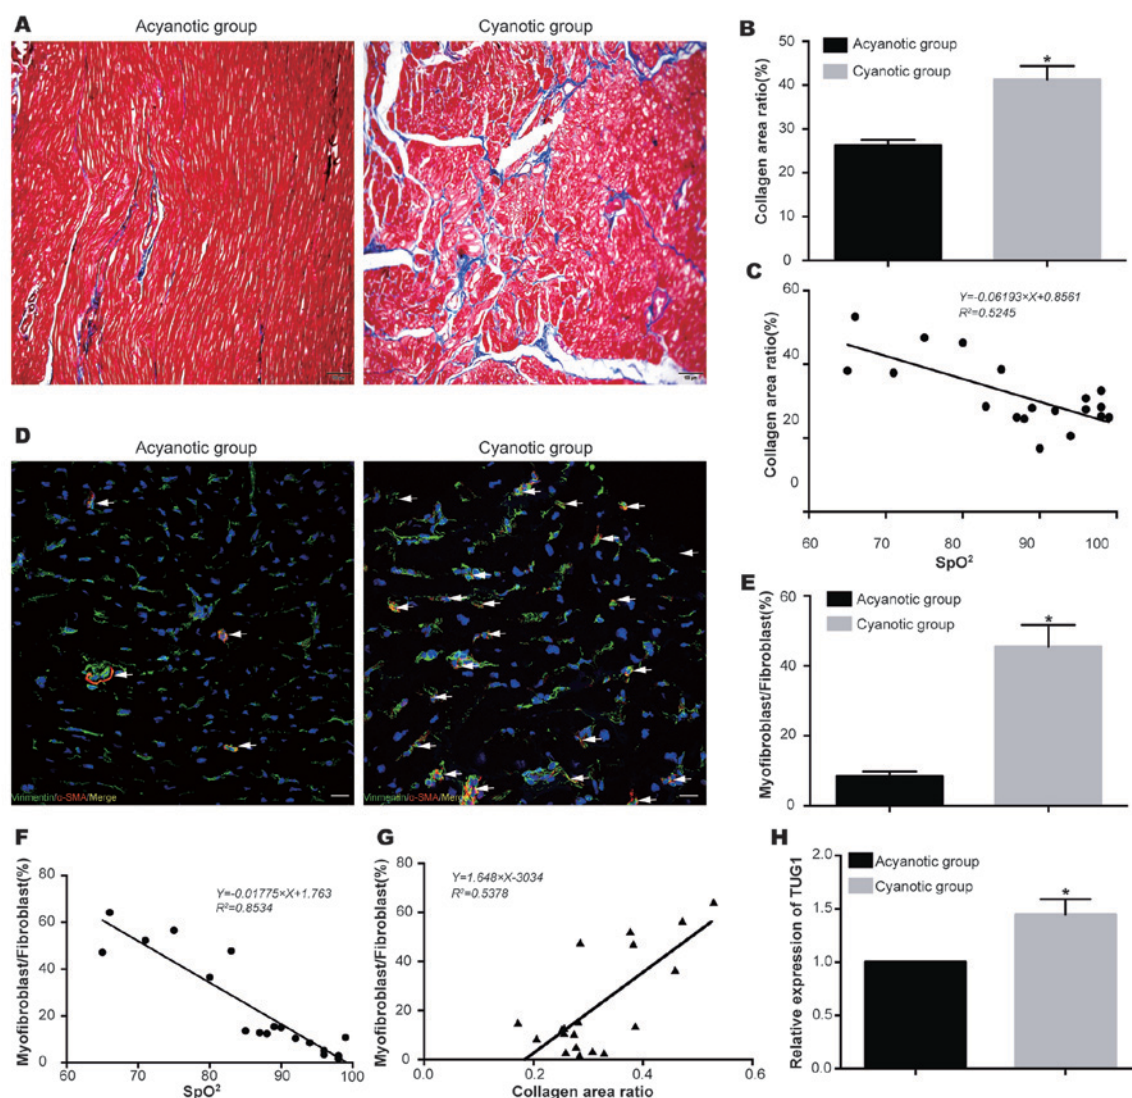 A
Acyanotic group
Cyanotic group
B
Acyanotic group
Cyanotic group
*
Collagen area ratio(%)
50
40
30
20
10
0
C
Y=-0.06193×X+0.8561
R²=0.5245
Collagen area ratio(%)
60
40
20
0
60 70 80 90 100
SpO²
D
Acyanotic group
Cyanotic group
Vinmentin/α-SMA/Merge
Vinmentin/α-SMA/Merge
E
Acyanotic group
Cyanotic group
*
Myofibroblast/Fibroblast(%)
60
40
20
0
F
Y=-0.01775×X+1.763
R²=0.8534
Myofibroblast/Fibroblast(%)
80
60
40
20
0
60 70 80 90 100
SpO²
G
Y=1.648×X-3034
R²=0.5378
Myofibroblast/Fibroblast(%)
80
60
40
20
0
0.0 0.2 0.4 0.6
Collagen area ratio
H
Acyanotic group
Cyanotic group
*
Relative expression of TUG1
2.0
1.5
1.0
0.5
0.0